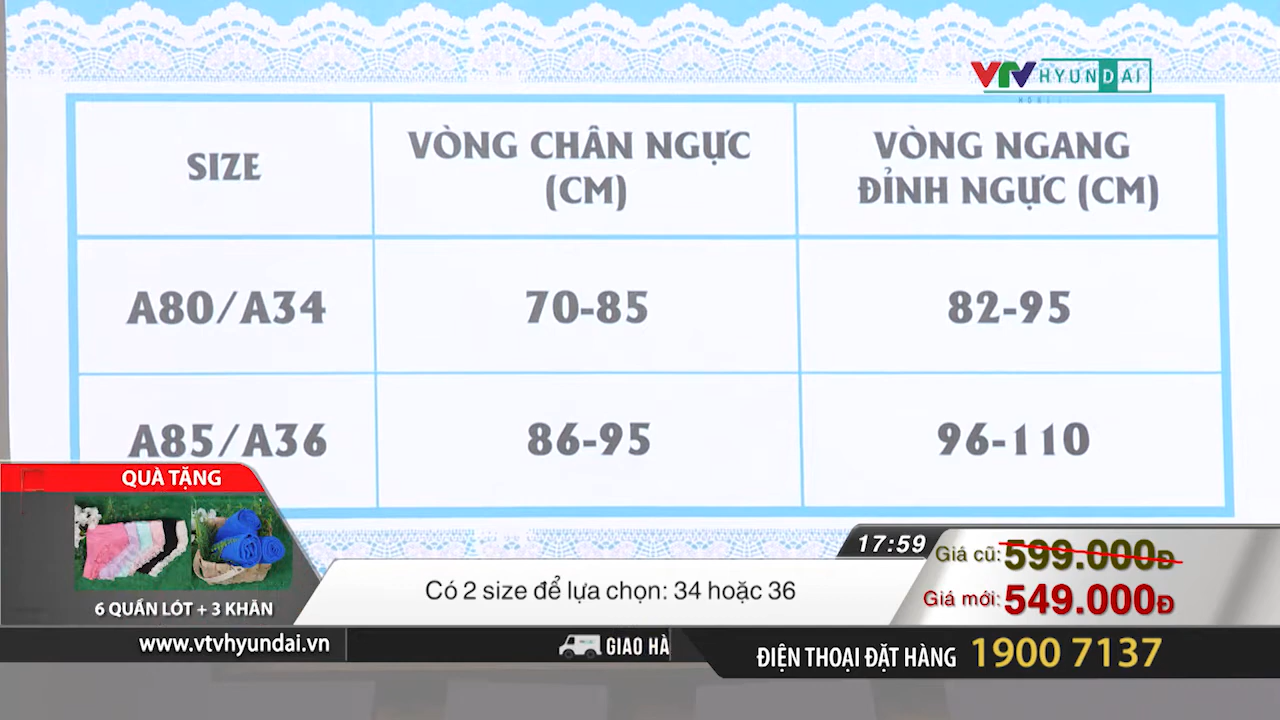 VTV HYUNDAI
SIZE
VÒNG CHÂN NGỰC
(CM)
VÒNG NGANG
ĐỈNH NGỰC (CM)
A80/A34
70-85
82-95
A85/A36
86-95
96-110
QUÀ TẶNG
6 QUẦN LÓT + 3 KHĂN
17:59
Giá cũ: 599.000Đ
Có 2 size để lựa chọn: 34 hoặc 36
Giá mới: 549.000Đ
www.vtvhyundai.vn
GIAO HÀ
ĐIỆN THOẠI ĐẶT HÀNG 1900 7137